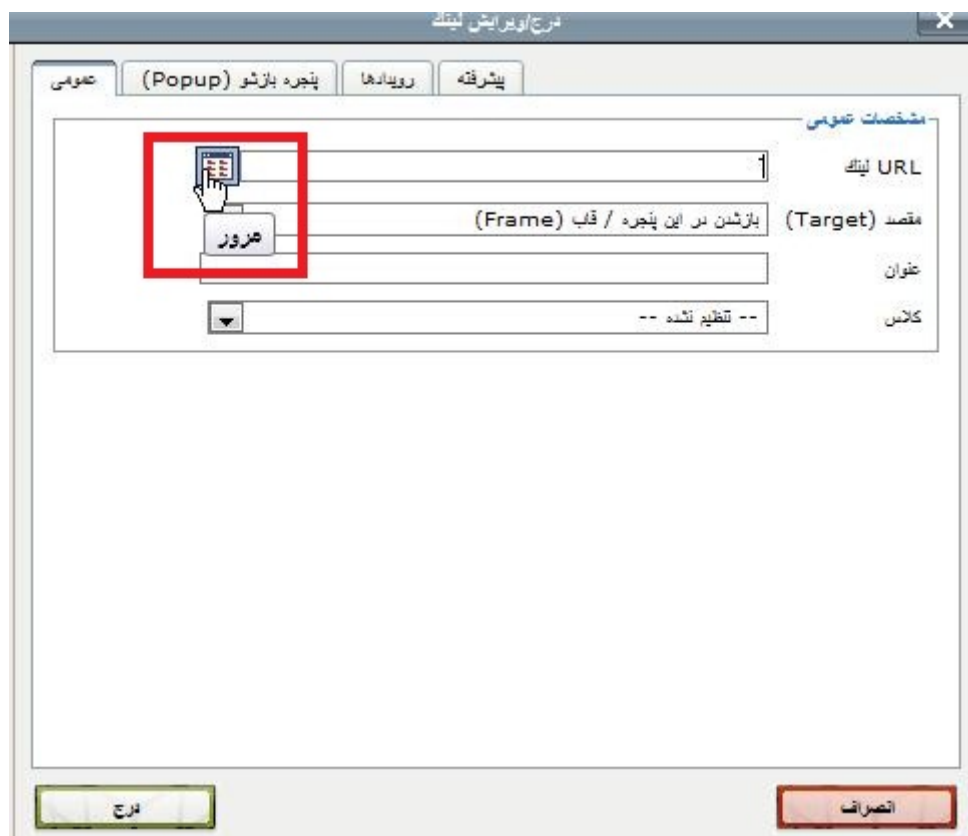 درج/ویرایش لینک
عمومی
پنجره بازشو (Popup)
رویدادها
پیشرفته
مشخصات عمومی
URL لینک
مرور
مقصد (Target)
بازشدن در این پنجره / قاب (Frame)
عنوان
کلاس
-- تنظیم نشده --
انصراف
درج